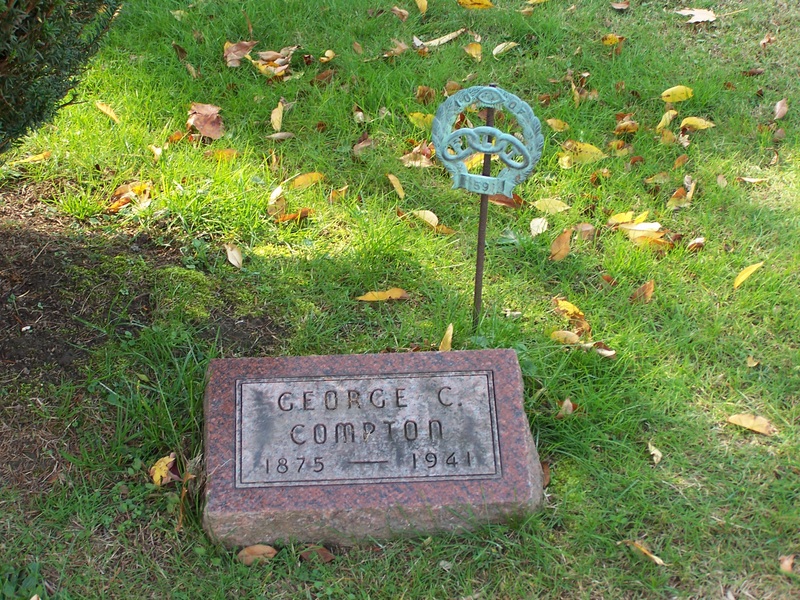 GEORGE C.
COMPTON
1875 — 1941